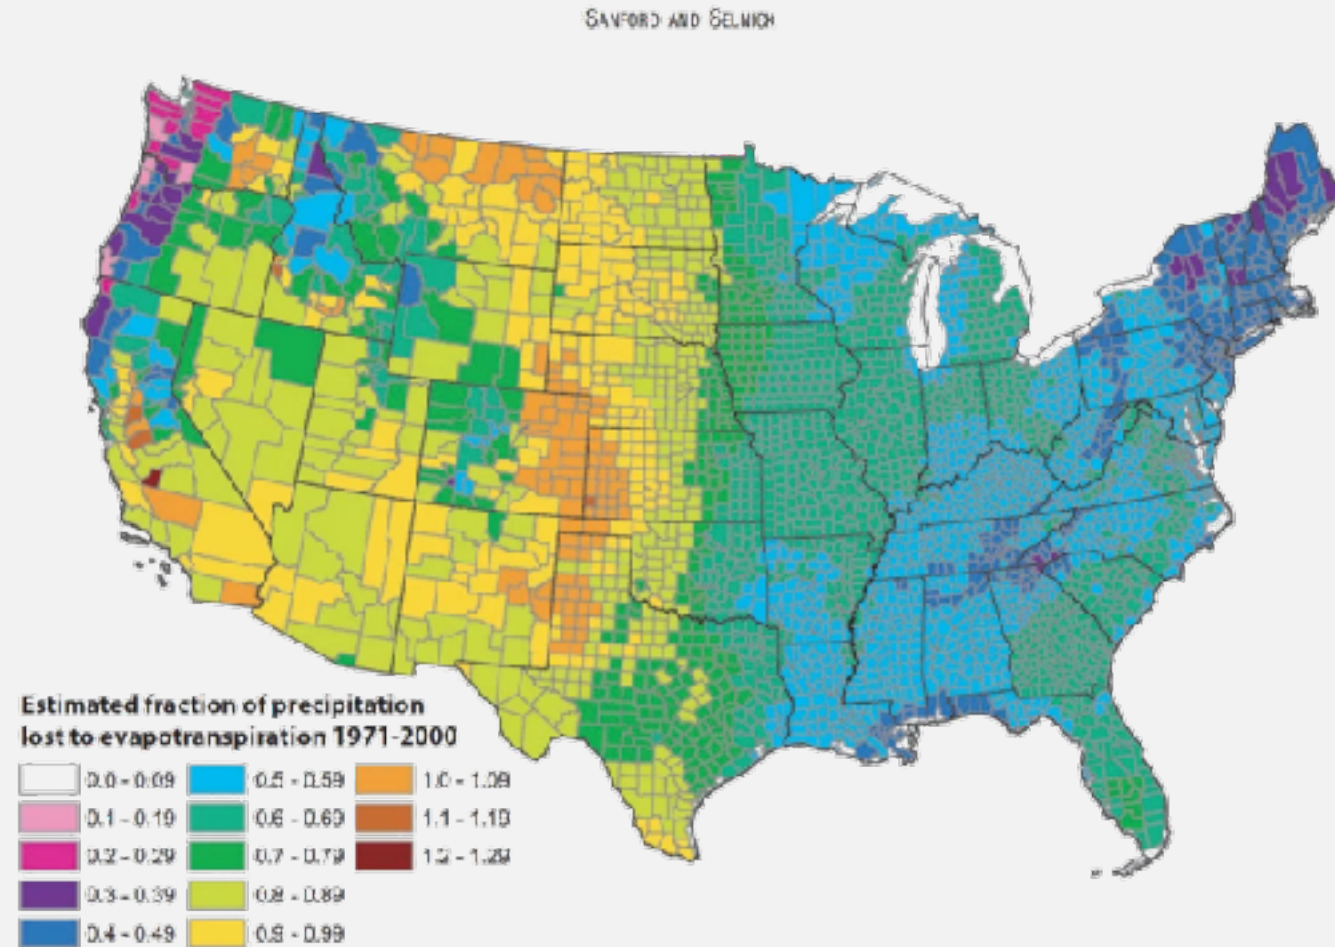 SANFORD AND SELNICK
Estimated fraction of precipitation
lost to evapotranspiration 1971-2000
0.0 - 0.09
0.1 - 0.19
0.2 - 0.29
0.3 - 0.39
0.4 - 0.49
0.5 - 0.59
0.6 - 0.69
0.7 - 0.79
0.8 - 0.89
0.9 - 0.99
1.0 - 1.09
1.1 - 1.19
1.2 - 1.29